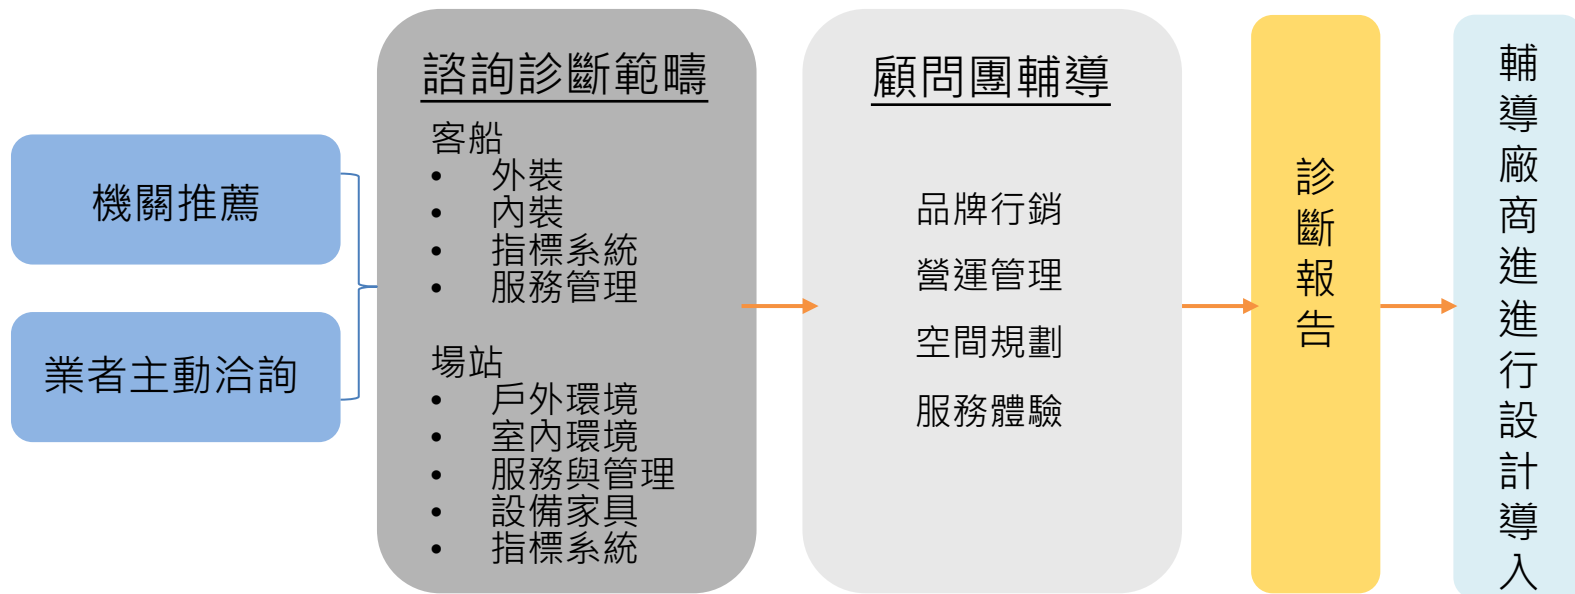 機關推薦
業者主動洽詢
諮詢診斷範疇
客船
• 外裝
• 內裝
• 指標系統
• 服務管理
場站
• 戶外環境
• 室內環境
• 服務與管理
• 設備家具
• 指標系統
顧問團輔導
品牌行銷
營運管理
空間規劃
服務體驗
診斷報告
輔導廠商進進行設計導入